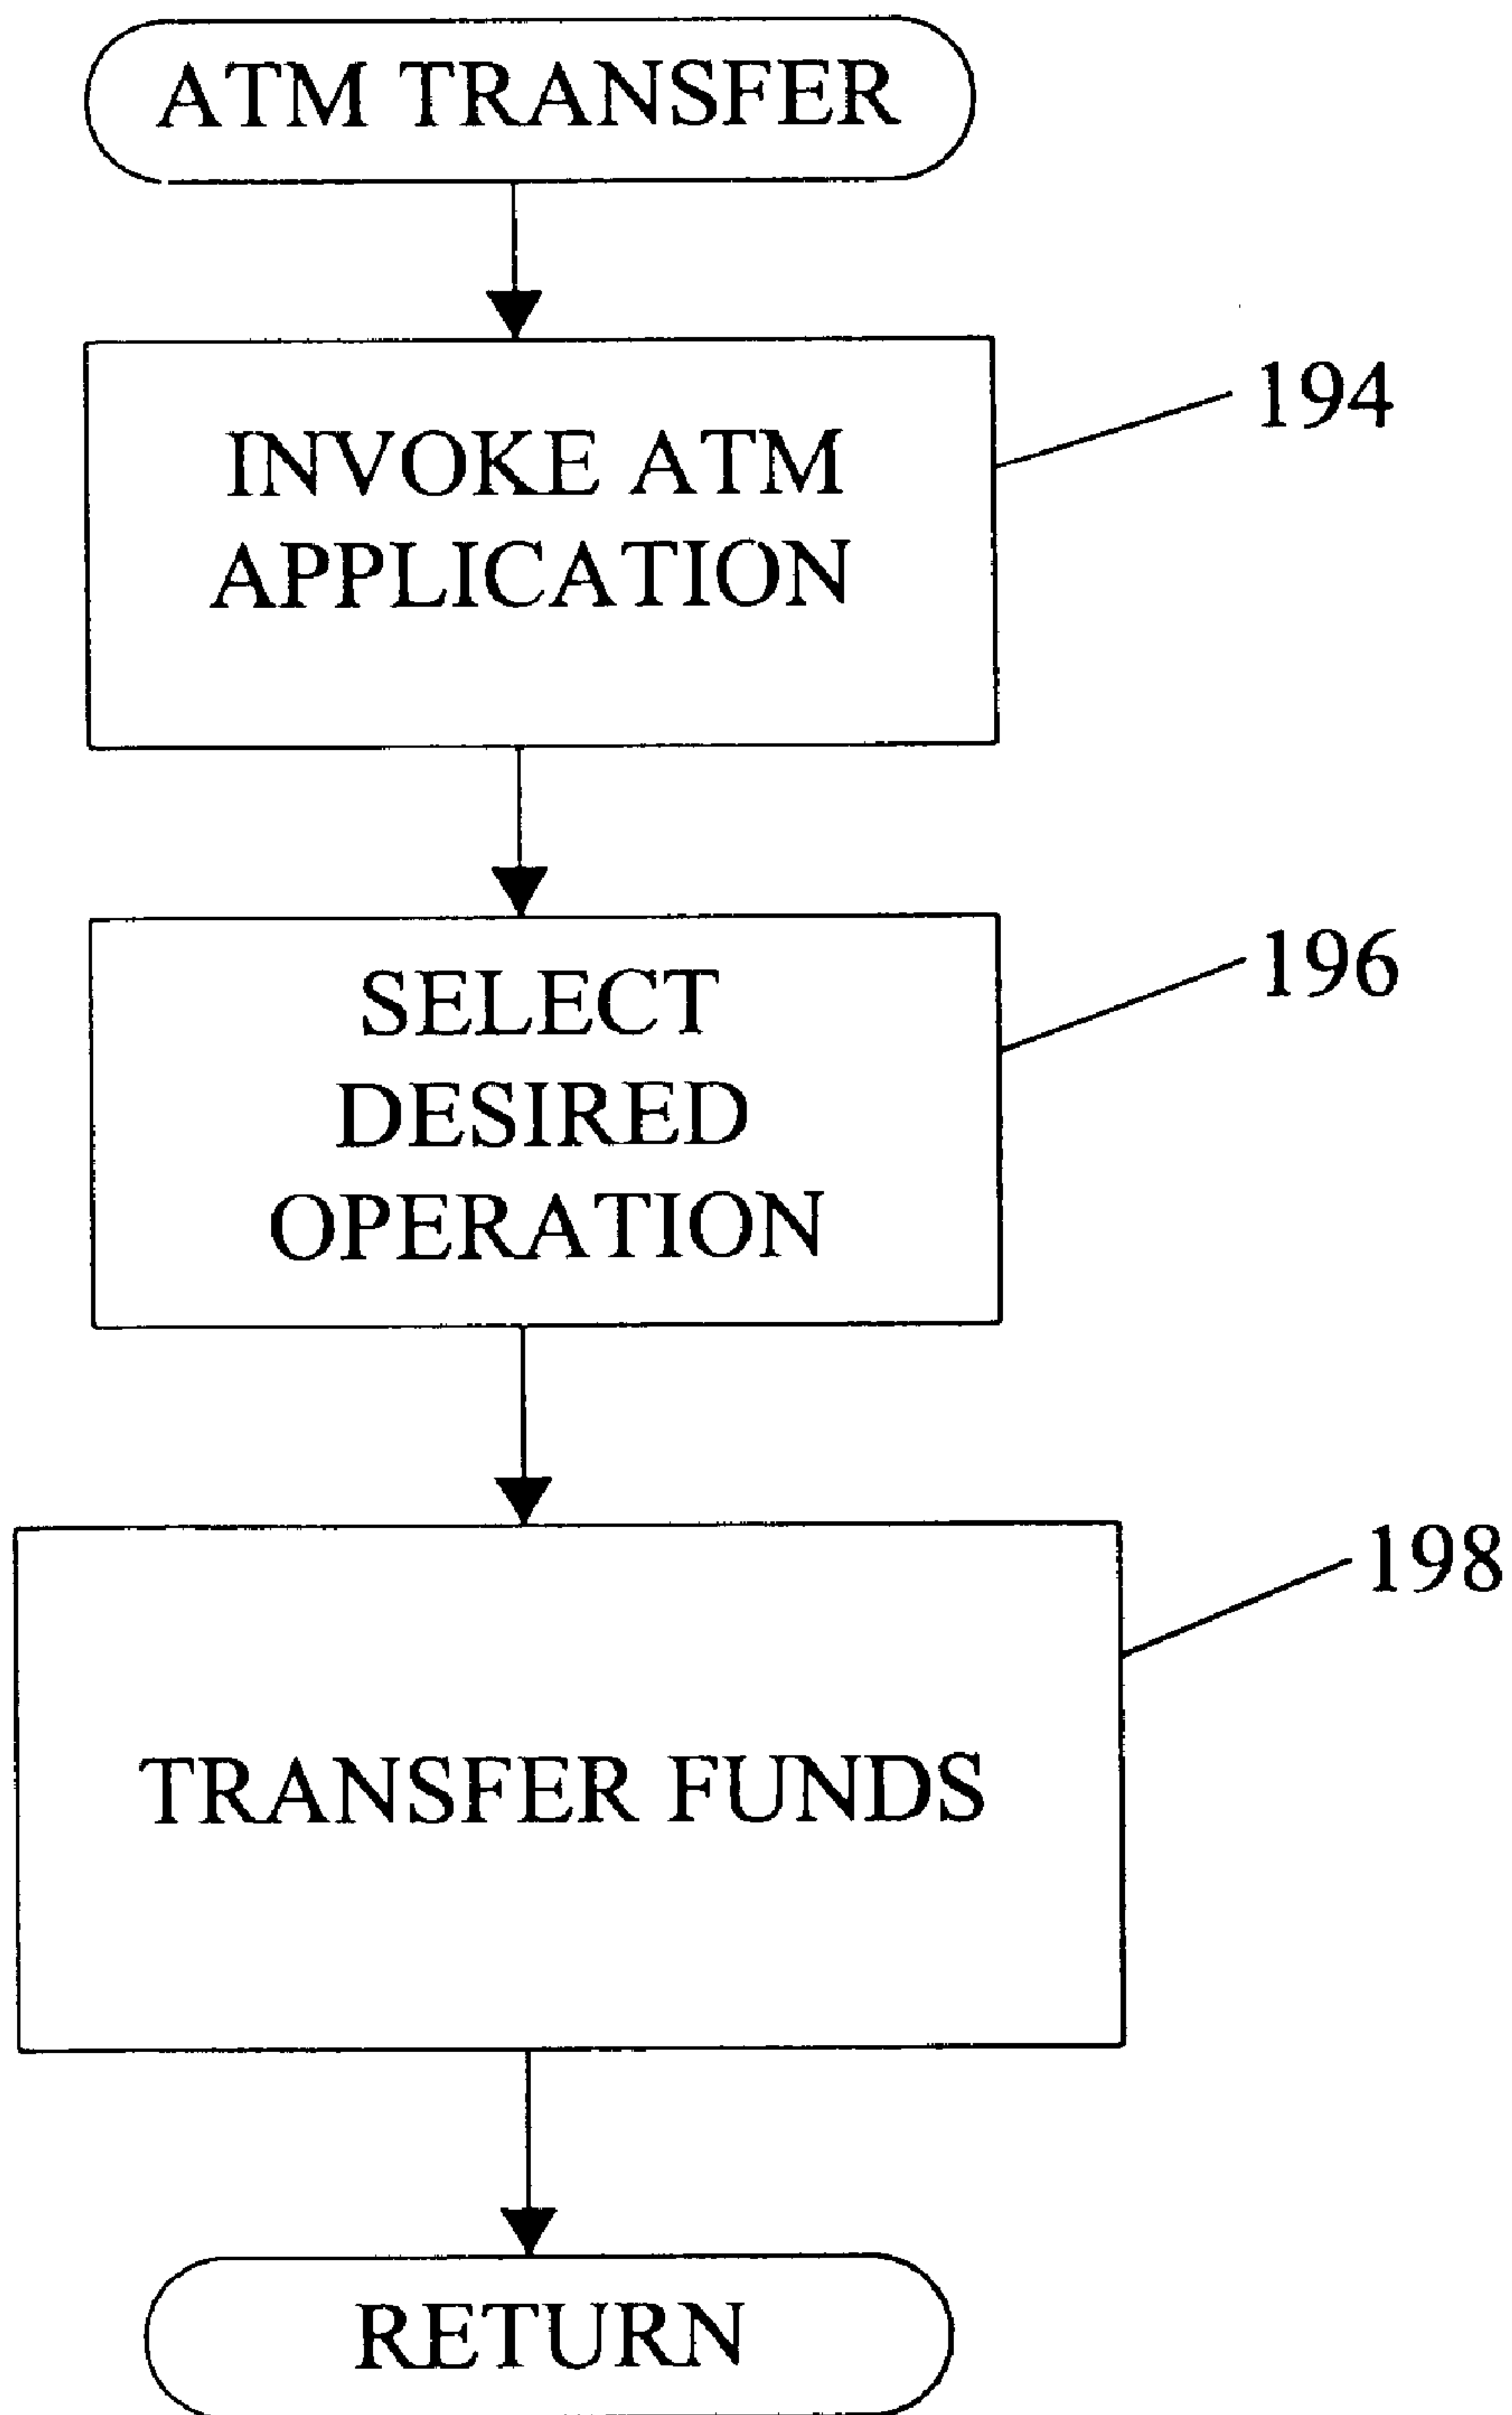 ATM TRANSFER
INVOKE ATM
APPLICATION
194
SELECT
DESIRED
OPERATION
196
TRANSFER FUNDS
198
RETURN